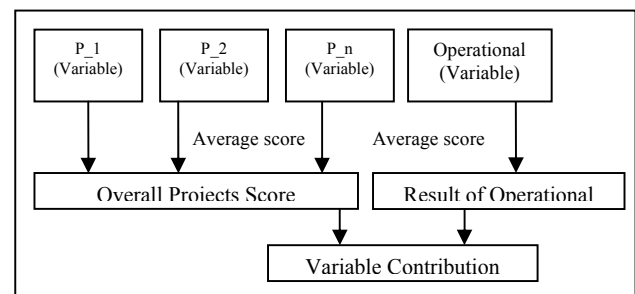 P_1
(Variable)
P_2
(Variable)
P_n
(Variable)
Operational
(Variable)
Average score
Average score
Overall Projects Score
Result of Operational
Variable Contribution